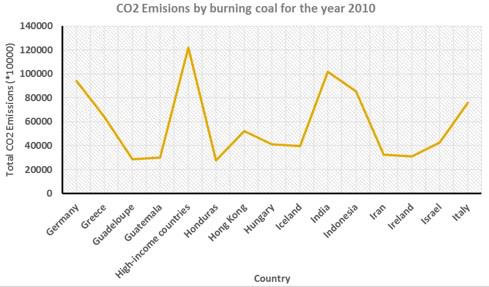 CO2 Emisions by burning coal for the year 2010
Total CO2 Emissions (*10000)
140000
120000
100000
80000
60000
40000
20000
0
Germany
Greece
Guadeloupe
Guatemala
High-income countries
Honduras
Hong Kong
Hungary
Iceland
India
Indonesia
Iran
Ireland
Israel
Italy
Country